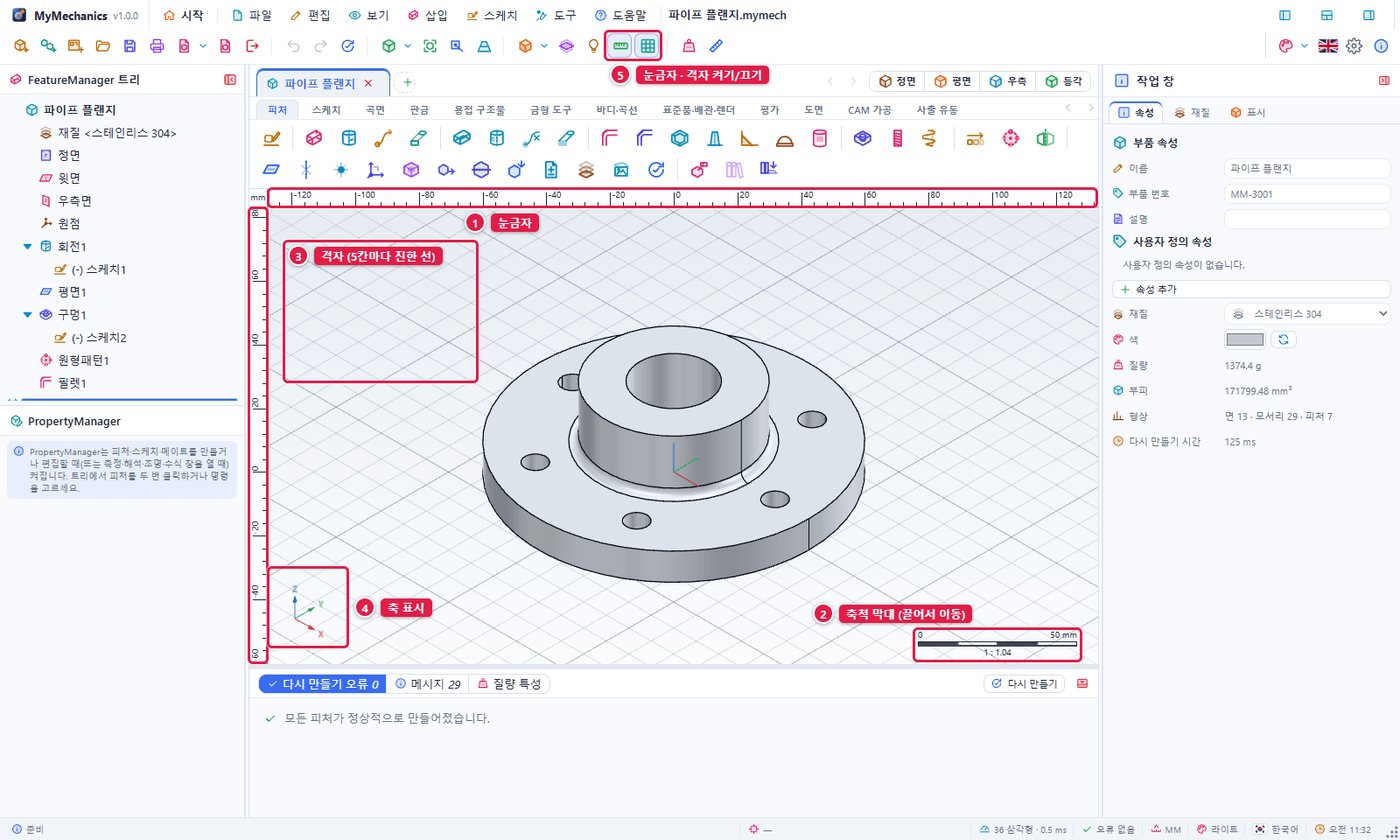 MyMechanics v1.0.0 시작 파일 편집 보기 삽입 스케치 도구 도움말 파이프 플랜지.mymech
5 눈금자 · 격자 켜기/끄기
FeatureManager 트리
파이프 플랜지
재질 <스테인리스 304>
정면
윗면
우측면
원점
회전1
(-) 스케치1
평면1
구멍1
(-) 스케치2
원형패턴1
필렛1
PropertyManager
PropertyManager는 피처·스케치·메이트를 만들거
나 편집할 때(또는 측정·해석·조명·수식 창을 열 때)
켜집니다. 트리에서 피처를 두 번 클릭하거나 명령
을 고르세요.
파이프 플랜지
정면 평면 우측 등각
피처 스케치 곡면 판금 용접 구조물 금형 도구 바디·곡선 표준품·배관·렌더 평가 도면 CAM 가공 사출 유동
mm -120 -100 -80 -60 -40 -20 0 20 40 60 80 100 120
80
60
40
20
0
-20
-40
-60
1 눈금자
3 격자 (5칸마다 진한 선)
Z
Y
X
4 축 표시
2 축척 막대 (끌어서 이동)
0 50 mm
1 : 1.04
다시 만들기 오류 0 메시지 29 질량 특성 다시 만들기
모든 피처가 정상적으로 만들어졌습니다.
작업 창
속성 재질 표시
부품 속성
이름 파이프 플랜지
부품 번호 MM-3001
설명
사용자 정의 속성
사용자 정의 속성이 없습니다.
속성 추가
재질 스테인리스 304
색
질량 1374.4 g
부피 171799.48 mm³
형상 면 13 · 모서리 29 · 피처 7
다시 만들기 시간 125 ms
준비 — 36 삼각형 · 0.5 ms 오류 없음 MM 라이트 한국어 오전 11:32